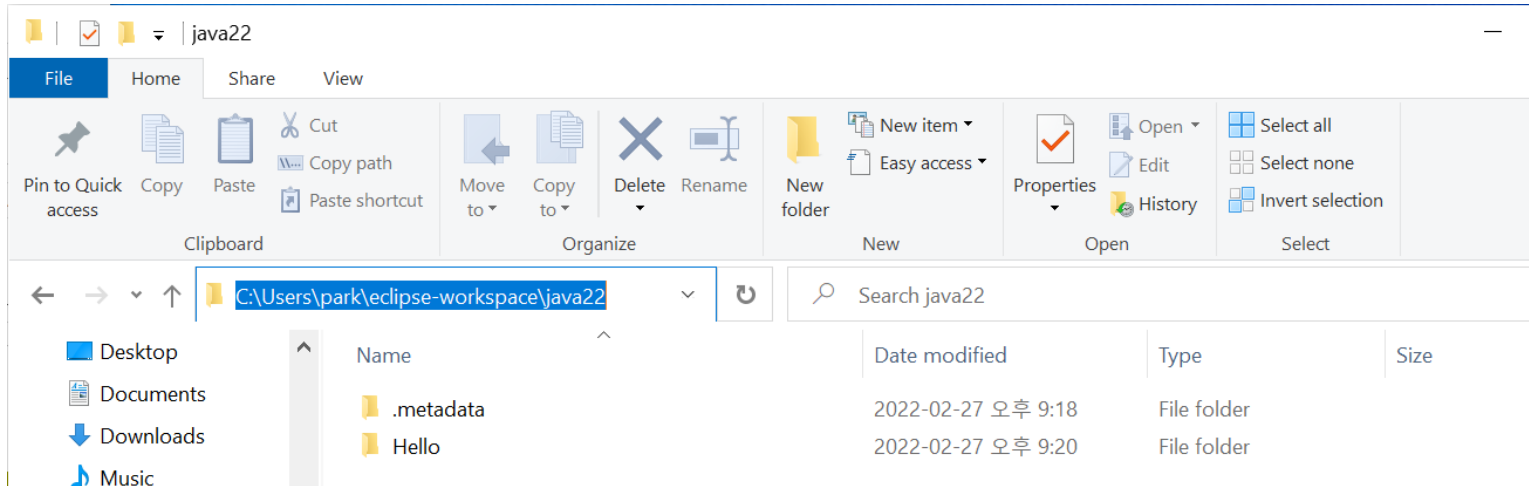 java22
File Home Share View
Pin to Quick access
Copy
Paste
Cut
Copy path
Paste shortcut
Clipboard
Move to
Copy to
Delete
Rename
Organize
New folder
New item
Easy access
New
Properties
Open
Edit
History
Open
Select all
Select none
Invert selection
Select
C:\Users\park\eclipse-workspace\java22
Search java22
Desktop
Documents
Downloads
Music
Name Date modified Type Size
.metadata 2022-02-27 오후 9:18 File folder
Hello 2022-02-27 오후 9:20 File folder